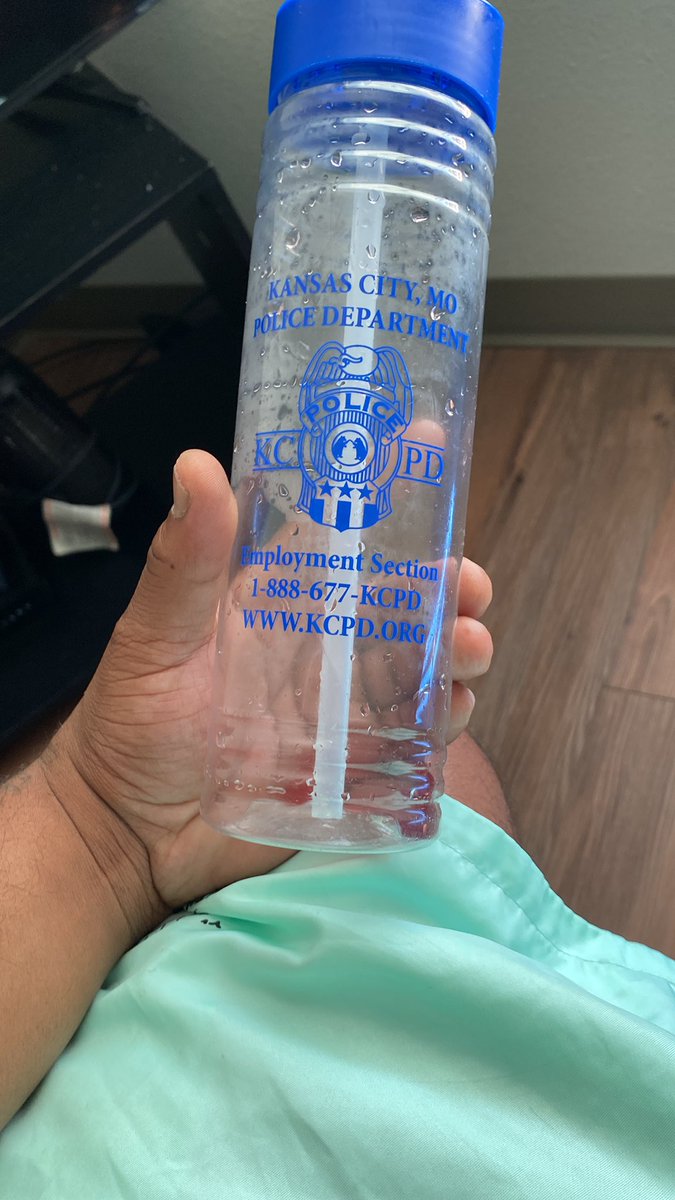 KANSAS CITY, MO
POLICE DEPARTMENT
POLICE
KC PD
Employment Section
1-888-677-KCPD
WWW.KCPD.ORG